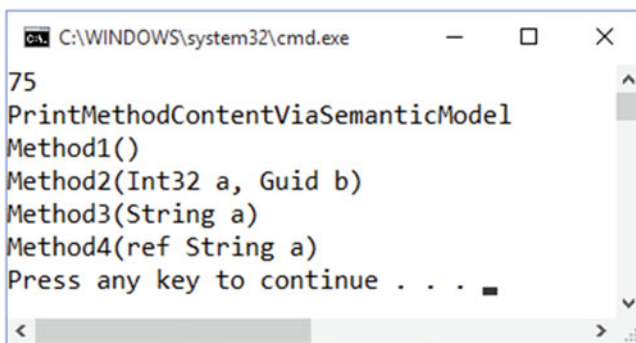 C:\WINDOWS\system32\cmd.exe
75
PrintMethodContentViaSemanticModel
Method1()
Method2(Int32 a, Guid b)
Method3(String a)
Method4(ref String a)
Press any key to continue . . .